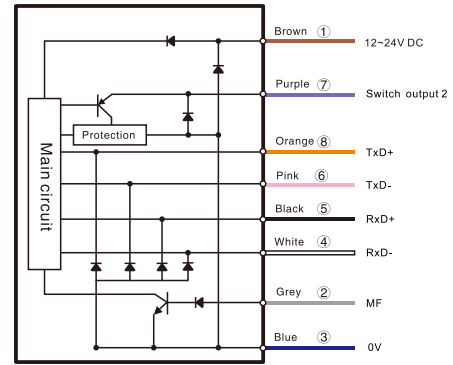 Brown ① 12~24V DC
Purple ⑦ Switch output 2
Protection
Orange ⑧ TxD+
Main circuit
Pink ⑥ TxD-
Black ⑤ RxD+
White ④ RxD-
Grey ② MF
Blue ③ 0V